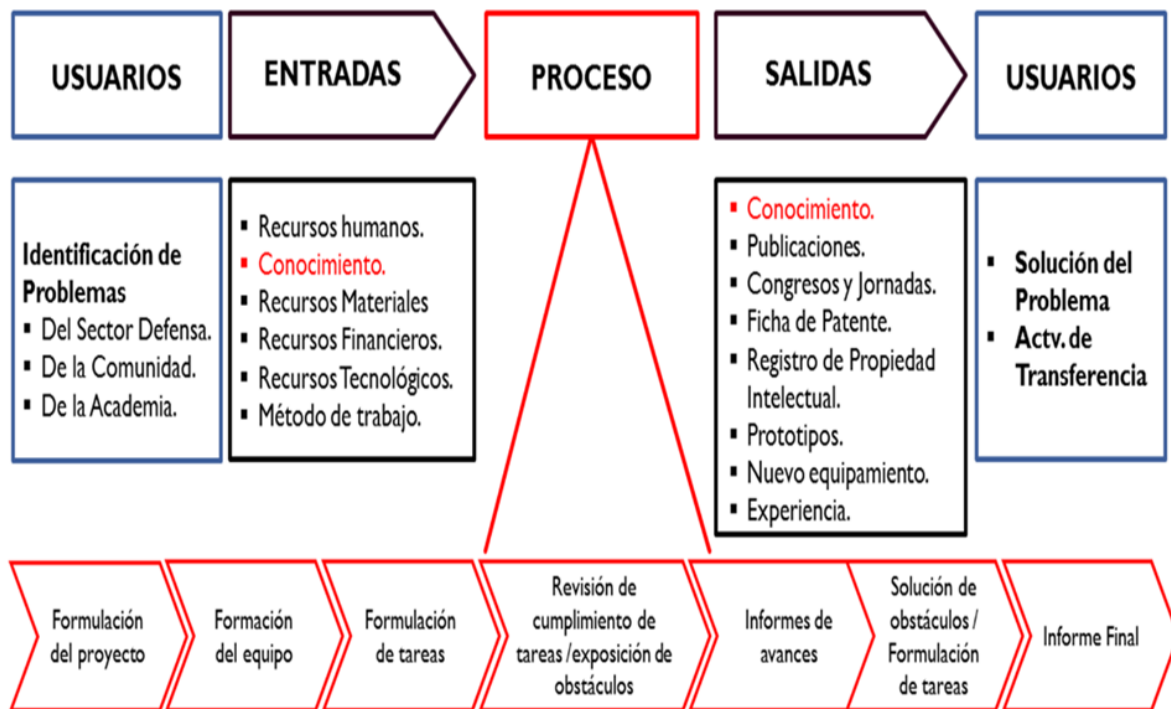 USUARIOS
ENTRADAS
PROCESO
SALIDAS
USUARIOS
Identificación de
Problemas
▪ Del Sector Defensa.
▪ De la Comunidad.
▪ De la Academia.
▪ Recursos humanos.
▪ Conocimiento.
▪ Recursos Materiales
▪ Recursos Financieros.
▪ Recursos Tecnológicos.
▪ Método de trabajo.
▪ Conocimiento.
▪ Publicaciones.
▪ Congresos y Jornadas.
▪ Ficha de Patente.
▪ Registro de Propiedad
Intelectual.
▪ Prototipos.
▪ Nuevo equipamiento.
▪ Experiencia.
▪ Solución del
Problema
▪ Actv. de
Transferencia
Formulación
del proyecto
Formación
del equipo
Formulación
de tareas
Revisión de
cumplimiento de
tareas /exposición de
obstáculos
Informes de
avances
Solución de
obstáculos /
Formulación
de tareas
Informe Final